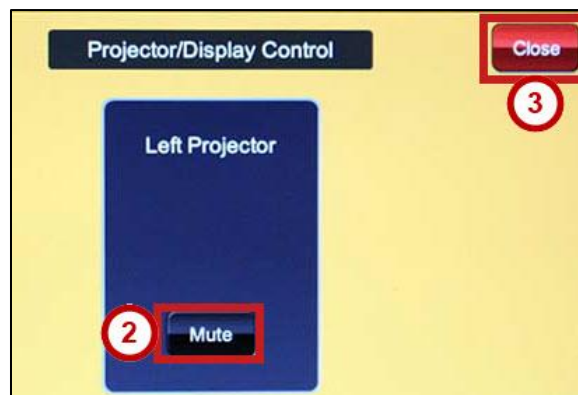 Projector/Display Control
Close
3
Left Projector
2
Mute